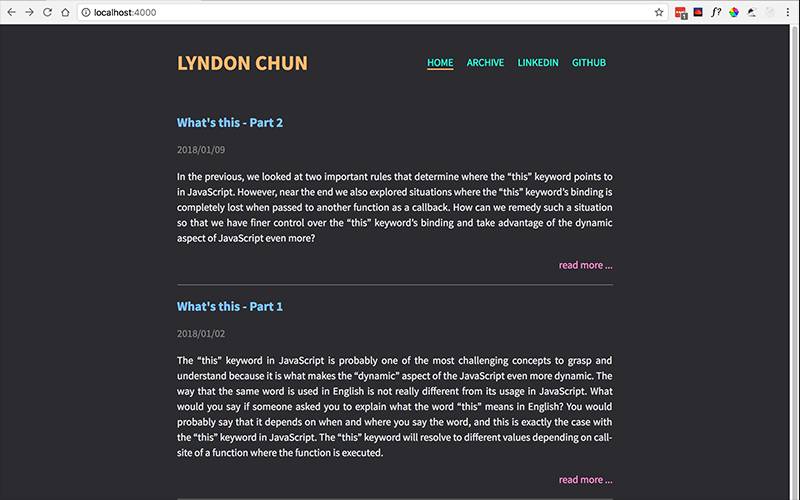 localhost:4000
LYNDON CHUN
HOME ARCHIVE LINKEDIN GITHUB
What's this - Part 2
2018/01/09
In the previous, we looked at two important rules that determine where the “this” keyword points to
in JavaScript. However, near the end we also explored situations where the “this” keyword’s binding is
completely lost when passed to another function as a callback. How can we remedy such a situation
so that we have finer control over the “this” keyword’s binding and take advantage of the dynamic
aspect of JavaScript even more?
read more ...
What's this - Part 1
2018/01/02
The “this” keyword in JavaScript is probably one of the most challenging concepts to grasp and
understand because it is what makes the “dynamic” aspect of the JavaScript even more dynamic. The
way that the same word is used in English is not really different from its usage in JavaScript. What
would you say if someone asked you to explain what the word “this” means in English? You would
probably say that it depends on when and where you say the word, and this is exactly the case with
the “this” keyword in JavaScript. The “this” keyword will resolve to different values depending on call-
site of a function where the function is executed.
read more ...